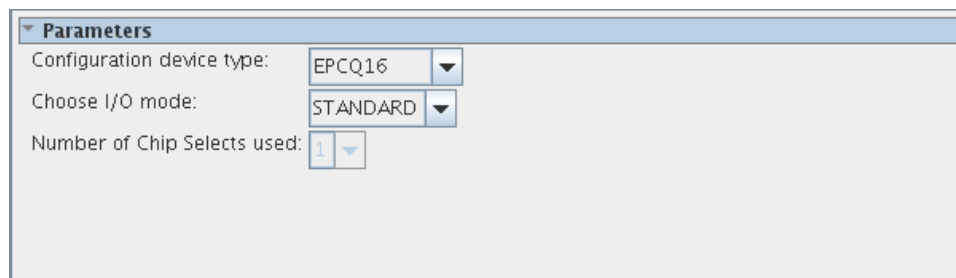 Parameters
Configuration device type: EPCQ16
Choose I/O mode: STANDARD
Number of Chip Selects used: 1